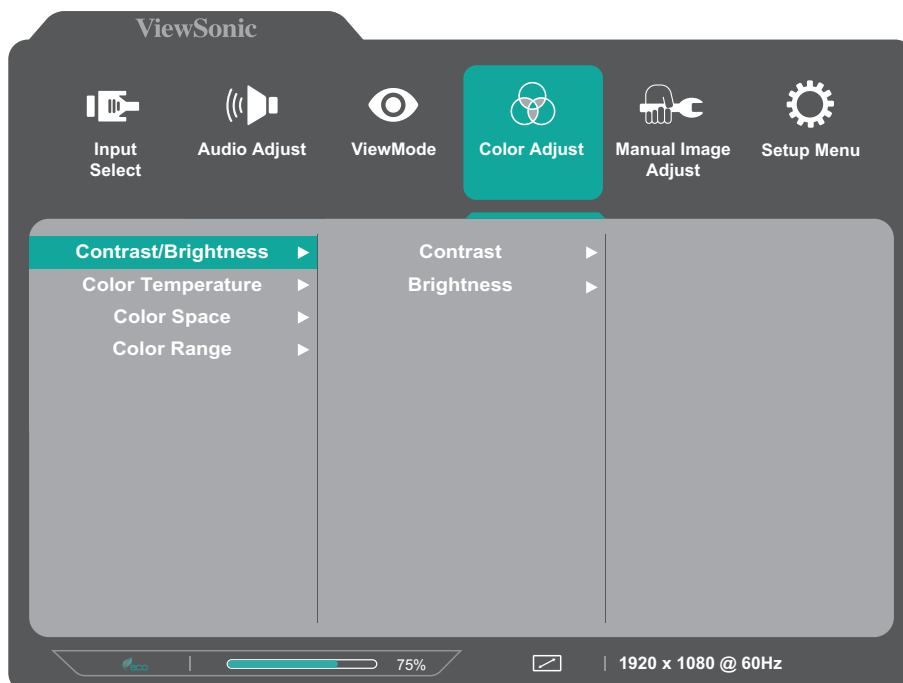 ViewSonic
Input
Select
Audio Adjust
ViewMode
Color Adjust
Manual Image
Adjust
Setup Menu
Contrast/Brightness
Color Temperature
Color Space
Color Range
Contrast
Brightness
eco
75%
1920 x 1080 @ 60Hz